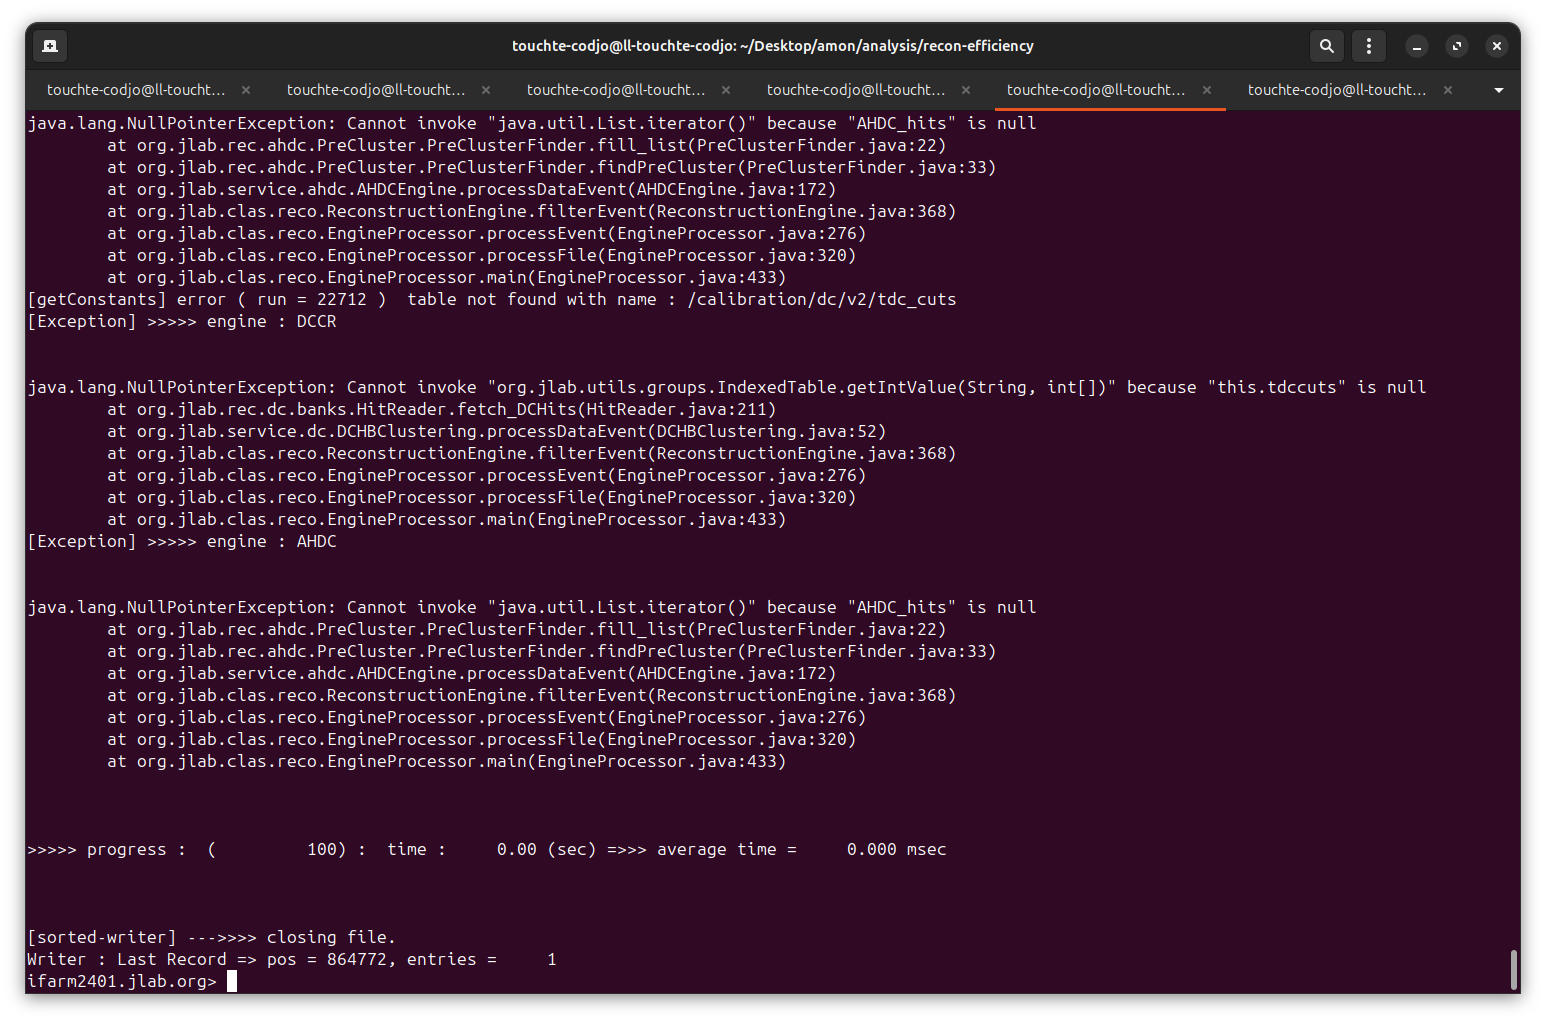 touchte-codjo@ll-touchte-codjo: ~/Desktop/amon/analysis/recon-efficiency
touchte-codjo@ll-toucht... touchte-codjo@ll-toucht... touchte-codjo@ll-toucht... touchte-codjo@ll-toucht... touchte-codjo@ll-toucht... touchte-codjo@ll-toucht...
java.lang.NullPointerException: Cannot invoke "java.util.List.iterator()" because "AHDC_hits" is null
        at org.jlab.rec.ahdc.PreCluster.PreClusterFinder.fill_list(PreClusterFinder.java:22)
        at org.jlab.rec.ahdc.PreCluster.PreClusterFinder.findPreCluster(PreClusterFinder.java:33)
        at org.jlab.service.ahdc.AHDCEngine.processDataEvent(AHDCEngine.java:172)
        at org.jlab.clas.reco.ReconstructionEngine.filterEvent(ReconstructionEngine.java:368)
        at org.jlab.clas.reco.EngineProcessor.processEvent(EngineProcessor.java:276)
        at org.jlab.clas.reco.EngineProcessor.processFile(EngineProcessor.java:320)
        at org.jlab.clas.reco.EngineProcessor.main(EngineProcessor.java:433)
[getConstants] error ( run = 22712 )  table not found with name : /calibration/dc/v2/tdc_cuts
[Exception] >>>>> engine : DCCR
java.lang.NullPointerException: Cannot invoke "org.jlab.utils.groups.IndexedTable.getIntValue(String, int[])" because "this.tdccuts" is null
        at org.jlab.rec.dc.banks.HitReader.fetch_DCHits(HitReader.java:211)
        at org.jlab.service.dc.DCHBClustering.processDataEvent(DCHBClustering.java:52)
        at org.jlab.clas.reco.ReconstructionEngine.filterEvent(ReconstructionEngine.java:368)
        at org.jlab.clas.reco.EngineProcessor.processEvent(EngineProcessor.java:276)
        at org.jlab.clas.reco.EngineProcessor.processFile(EngineProcessor.java:320)
        at org.jlab.clas.reco.EngineProcessor.main(EngineProcessor.java:433)
[Exception] >>>>> engine : AHDC
java.lang.NullPointerException: Cannot invoke "java.util.List.iterator()" because "AHDC_hits" is null
        at org.jlab.rec.ahdc.PreCluster.PreClusterFinder.fill_list(PreClusterFinder.java:22)
        at org.jlab.rec.ahdc.PreCluster.PreClusterFinder.findPreCluster(PreClusterFinder.java:33)
        at org.jlab.service.ahdc.AHDCEngine.processDataEvent(AHDCEngine.java:172)
        at org.jlab.clas.reco.ReconstructionEngine.filterEvent(ReconstructionEngine.java:368)
        at org.jlab.clas.reco.EngineProcessor.processEvent(EngineProcessor.java:276)
        at org.jlab.clas.reco.EngineProcessor.processFile(EngineProcessor.java:320)
        at org.jlab.clas.reco.EngineProcessor.main(EngineProcessor.java:433)
>>>>> progress :  (         100) :  time :     0.00 (sec) =>>> average time =     0.000 msec
[sorted-writer] --->>>> closing file.
Writer : Last Record => pos = 864772, entries =     1
ifarm2401.jlab.org>